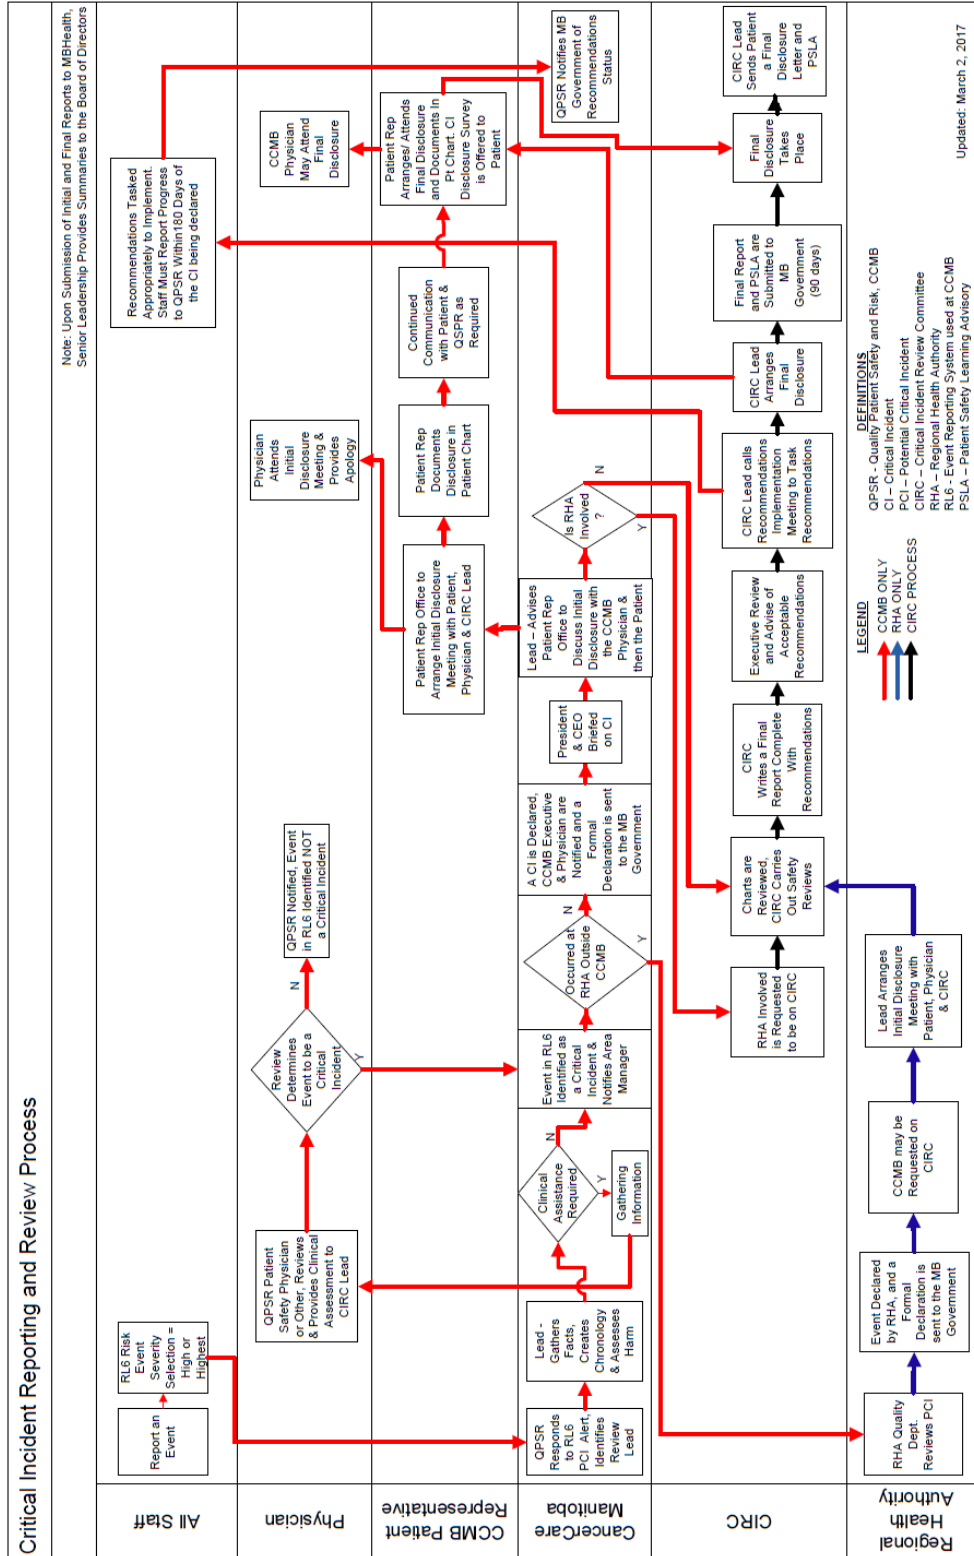 Critical Incident Reporting and Review Process
Note: Upon Submission of Initial and Final Reports to MBHealth,
Senior Leadership Provides Summaries to the Board of Directors
All Staff
Report an
Event
RL6 Risk
Event
Severity
Selection =
High or
Highest
Recommendations Tasked
Appropriately to Implement.
Staff Must Report Progress
to QPSR Within180 Days of
the CI being declared
Physician
QPSR Patient
Safety Physician
or Other, Reviews
& Provides Clinical
Assessment to
CIRC Lead
Review
Determines
Event to be a
Critical
Incident
N
Y
QPSR Notified, Event
in RL6 Identified NOT
a Critical Incident
Physician
Attends
Initial
Disclosure
Meeting &
Provides
Apology
CCMB
Physician
May Attend
Final
Disclosure
CCMB Patient
Representative
Patient Rep Office to
Arrange Initial Disclosure
Meeting with Patient,
Physician & CIRC Lead
Patient Rep
Documents
Disclosure in
Patient Chart
Continued
Communication
with Patient &
QSPR as
Required
Patient Rep
Arranges/ Attends
Final Disclosure
and Documents In
Pt Chart. CI
Disclosure Survey
is Offered to
Patient
CancerCare
Manitoba
QPSR
Responds
to RL6
PCI Alert,
Identifies
Review
Lead
Lead -
Gathers
Facts,
Creates
Chronology
& Assesses
Harm
Clinical
Assistance
Required
N
Y
Gathering
Information
Event in RL6
Identified as
a Critical
Incident &
Notifies Area
Manager
Occurred at
RHA Outside
CCMB
N
Y
A CI is Declared,
CCMB Executive
& Physician are
Notified and a
Formal
Declaration is sent
to the MB
Government
President
& CEO
Briefed
on CI
Lead – Advises
Patient Rep
Office to
Discuss Initial
Disclosure with
the CCMB
Physician &
then the Patient
Is RHA
Involved
?
N
Y
QPSR Notifies MB
Government of
Recommendations
Status
CIRC
RHA Involved
is Requested
to be on CIRC
Charts are
Reviewed,
CIRC Carries
Out Safety
Reviews
CIRC
Writes a Final
Report Complete
With
Recommendations
Executive Review
and Advise of
Acceptable
Recommendations
CIRC Lead calls
Recommendations
Implementation
Meeting to Task
Recommendations
CIRC Lead
Arranges
Final
Disclosure
Final Report
and PSLA are
Submitted to
MB
Government
(90 days)
Final
Disclosure
Takes
Place
CIRC Lead
Sends Patient
a Final
Disclosure
Letter and
PSLA
Regional
Health
Authority
RHA Quality
Dept.
Reviews PCI
Event Declared
by RHA, and a
Formal
Declaration is
sent to the MB
Government
CCMB may be
Requested on
CIRC
Lead Arranges
Initial Disclosure
Meeting with
Patient, Physician
& CIRC
LEGEND
CCMB ONLY
RHA ONLY
CIRC PROCESS
DEFINITIONS
QPSR - Quality Patient Safety and Risk, CCMB
CI – Critical Incident
PCI – Potential Critical Incident
CIRC – Critical Incident Review Committee
RHA – Regional Health Authority
RL6 - Event Reporting System used at CCMB
PSLA - Patient Safety Learning Advisory
Updated: March 2, 2017